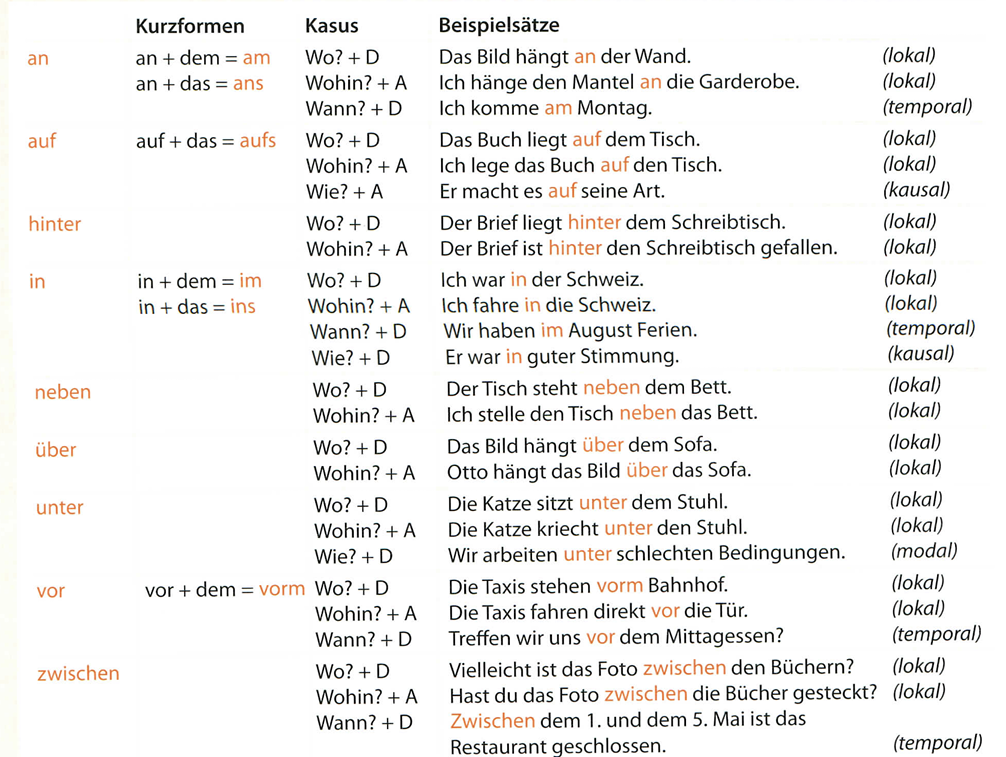 Kurzformen Kasus Beispielsätze
an an + dem = am Wo? + D Das Bild hängt an der Wand. (lokal)
an + das = ans Wohin? + A Ich hänge den Mantel an die Garderobe. (lokal)
Wann? + D Ich komme am Montag. (temporal)
auf auf + das = aufs Wo? + D Das Buch liegt auf dem Tisch. (lokal)
Wohin? + A Ich lege das Buch auf den Tisch. (lokal)
Wie? + A Er macht es auf seine Art. (kausal)
hinter Wo? + D Der Brief liegt hinter dem Schreibtisch. (lokal)
Wohin? + A Der Brief ist hinter den Schreibtisch gefallen. (lokal)
in in + dem = im Wo? + D Ich war in der Schweiz. (lokal)
in + das = ins Wohin? + A Ich fahre in die Schweiz. (lokal)
Wann? + D Wir haben im August Ferien. (temporal)
Wie? + D Er war in guter Stimmung. (kausal)
neben Wo? + D Der Tisch steht neben dem Bett. (lokal)
Wohin? + A Ich stelle den Tisch neben das Bett. (lokal)
über Wo? + D Das Bild hängt über dem Sofa. (lokal)
Wohin? + A Otto hängt das Bild über das Sofa. (lokal)
unter Wo? + D Die Katze sitzt unter dem Stuhl. (lokal)
Wohin? + A Die Katze kriecht unter den Stuhl. (lokal)
Wie? + D Wir arbeiten unter schlechten Bedingungen. (modal)
vor vor + dem = vorm Wo? + D Die Taxis stehen vorm Bahnhof. (lokal)
Wohin? + A Die Taxis fahren direkt vor die Tür. (lokal)
Wann? + D Treffen wir uns vor dem Mittagessen? (temporal)
zwischen Wo? + D Vielleicht ist das Foto zwischen den Büchern? (lokal)
Wohin? + A Hast du das Foto zwischen die Bücher gesteckt? (lokal)
Wann? + D Zwischen dem 1. und dem 5. Mai ist das
Restaurant geschlossen. (temporal)